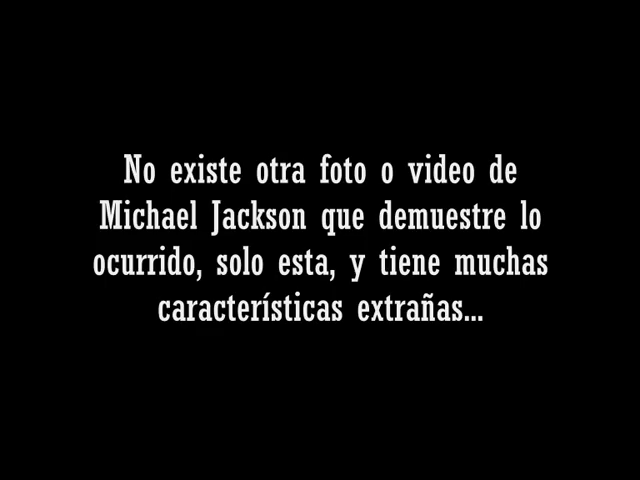 No existe otra foto o video de
Michael Jackson que demuestre lo
ocurrido, solo esta, y tiene muchas
características extrañas...